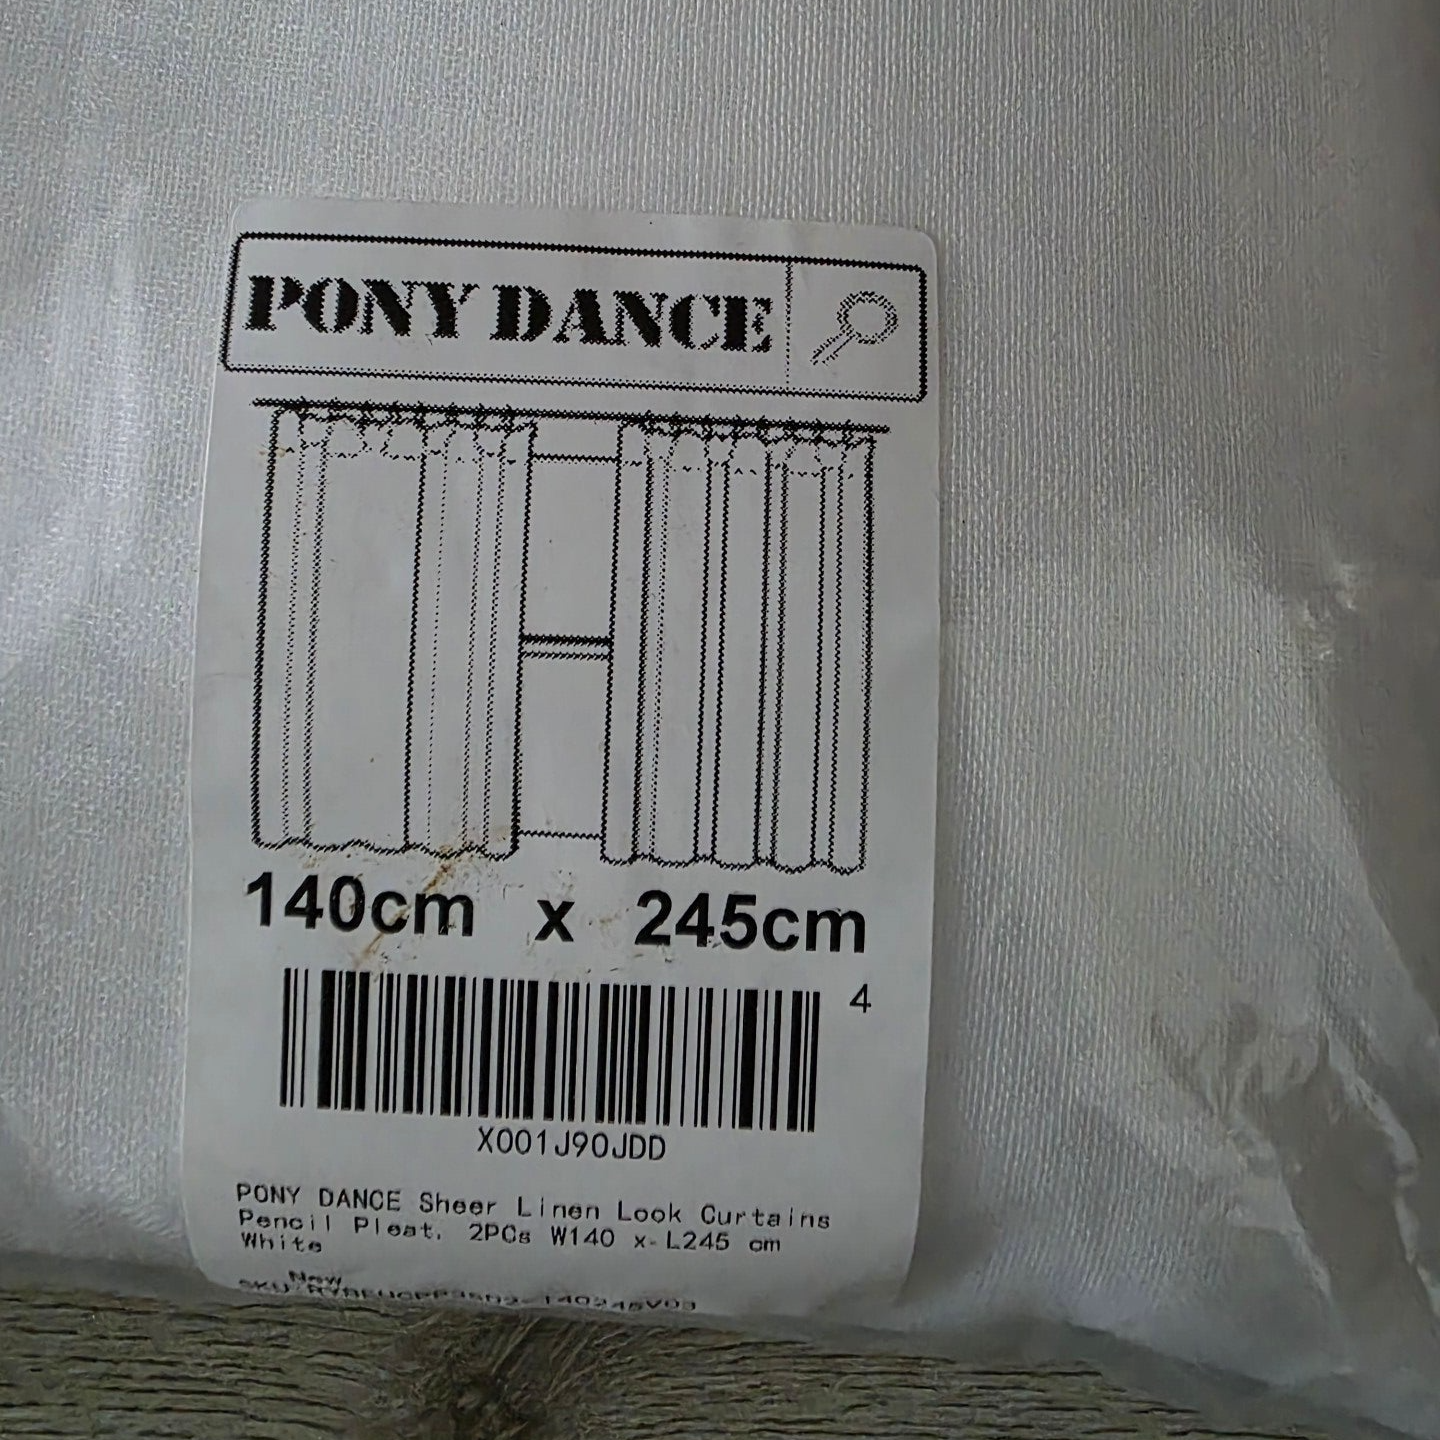 PONY DANCE
140cm x 245cm
4
X001J90JDD
PONY DANCE Sheer Linen Look Curtains
Pencil Pleat, 2PCs W140 x L245 cm
White
New